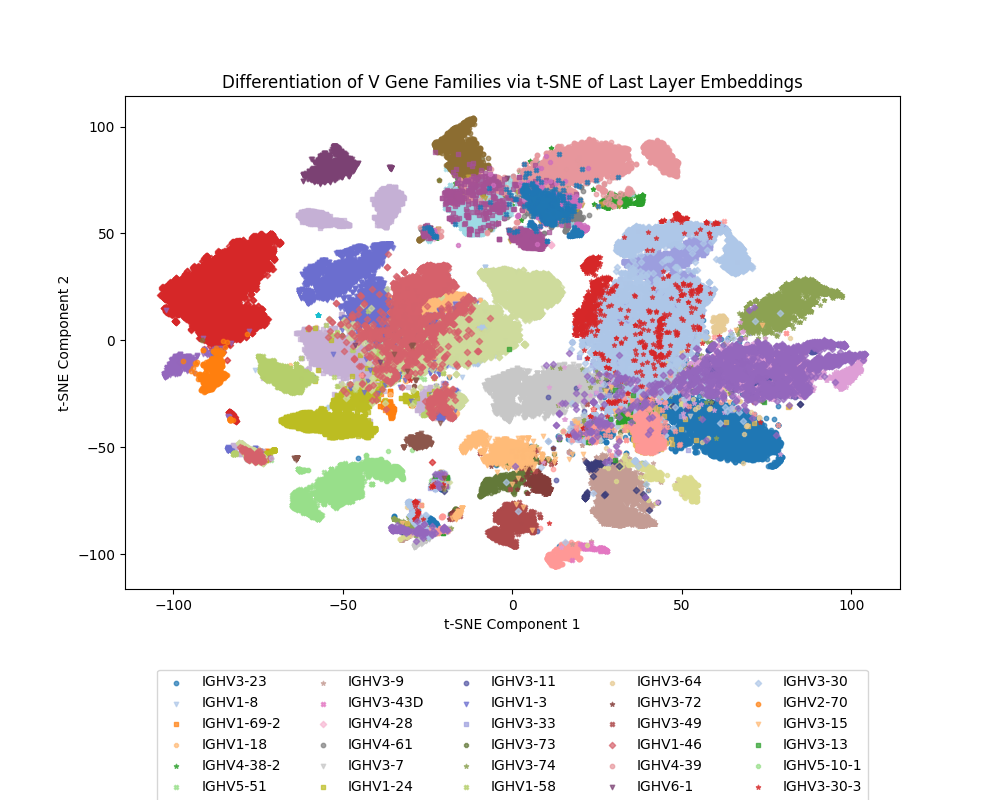 Differentiation of V Gene Families via t-SNE of Last Layer Embeddings
100
50
0
−50
−100
t-SNE Component 2
−100 −50 0 50 100
t-SNE Component 1
IGHV3-23 IGHV3-9 IGHV3-11 IGHV3-64 IGHV3-30
IGHV1-8 IGHV3-43D IGHV1-3 IGHV3-72 IGHV2-70
IGHV1-69-2 IGHV4-28 IGHV3-33 IGHV3-49 IGHV3-15
IGHV1-18 IGHV4-61 IGHV3-73 IGHV1-46 IGHV3-13
IGHV4-38-2 IGHV3-7 IGHV3-74 IGHV4-39 IGHV5-10-1
IGHV5-51 IGHV1-24 IGHV1-58 IGHV6-1 IGHV3-30-3